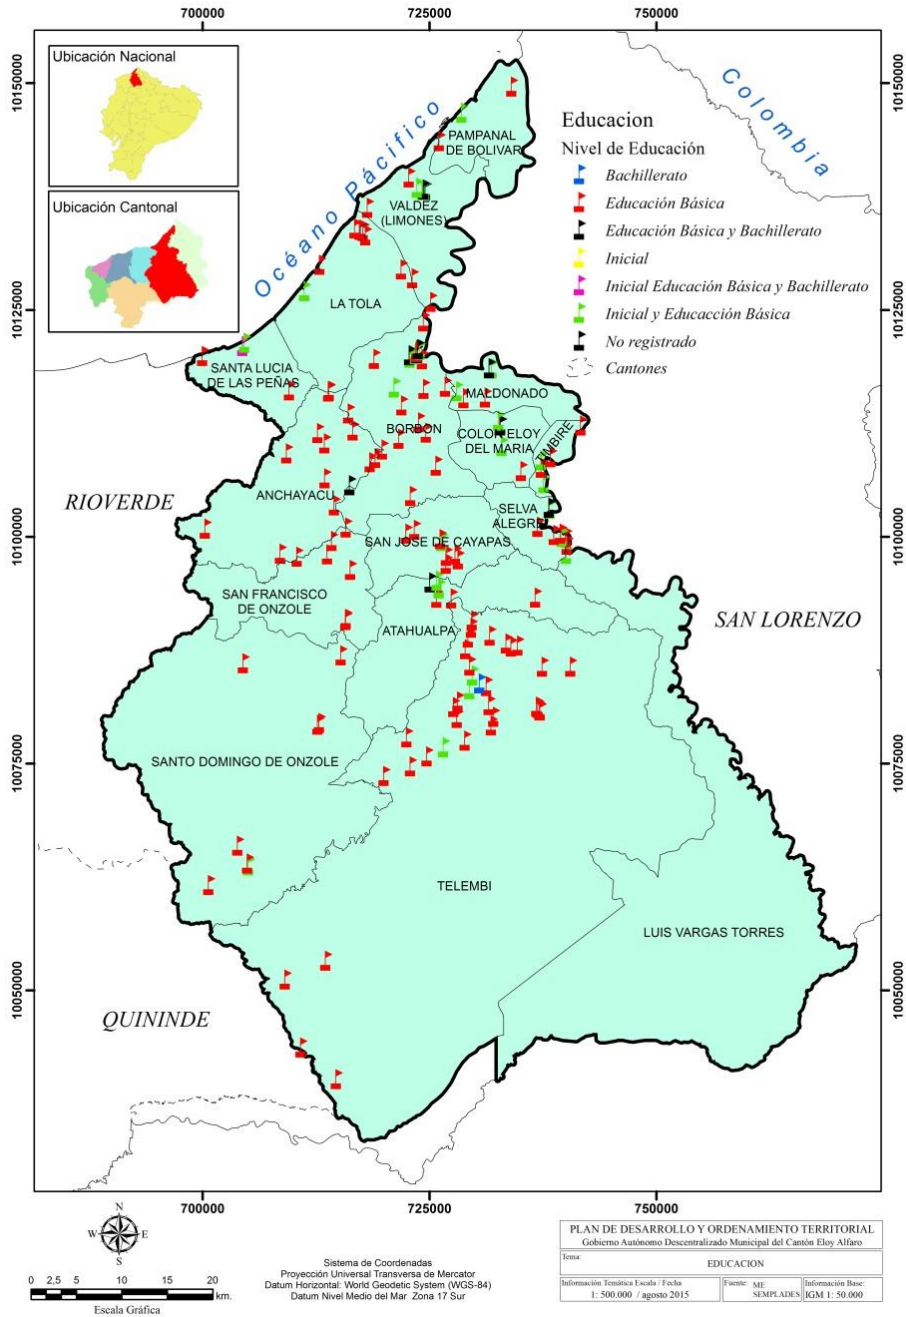 700000
725000
750000
10150000
10125000
10100000
10075000
10050000
Ubicación Nacional
Ubicación Cantonal
Océano Pácifico
Colombia
Educacion
Nivel de Educación
Bachillerato
Educación Básica
Educación Básica y Bachillerato
Inicial
Inicial Educación Básica y Bachillerato
Inicial y Educacción Básica
No registrado
Cantones
PAMPANAL
DE BOLIVAR
VALDEZ
(LIMONES)
LA TOLA
SANTA LUCIA
DE LAS PEÑAS
MALDONADO
BORBON
COLON ELOY
DEL MARIA
TIMBIRE
RIOVERDE
ANCHAYACU
SELVA
ALEGRE
SAN JOSE DE CAYAPAS
SAN FRANCISCO
DE ONZOLE
ATAHUALPA
SAN LORENZO
SANTO DOMINGO DE ONZOLE
TELEMBI
LUIS VARGAS TORRES
QUININDE
10150000
10125000
10100000
10075000
10050000
700000
725000
750000
N
W E
S
0 2,5 5 10 15 20
km.
Escala Gráfica
Sistema de Coordenadas
Proyección Universal Transversa de Mercator
Datum Horizontal: World Geodetic System (WGS-84)
Datum Nivel Medio del Mar Zona 17 Sur
PLAN DE DESARROLLO Y ORDENAMIENTO TERRITORIAL
Gobierno Autónomo Descentralizado Municipal del Cantón Eloy Alfaro
Tema:
EDUCACION
Información Temática Escala / Fecha
1: 500.000 / agosto 2015
Fuente: ME
SEMPLADES
Información Base:
IGM 1: 50.000